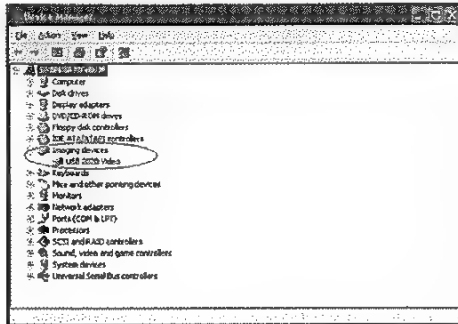 Device Manager
File Action View Help
Computer
Disk drives
Display adapters
DVD/CD-ROM drives
Floppy disk controllers
IDE ATA/ATAPI controllers
Imaging devices
USB 2820 Video
Keyboards
Mice and other pointing devices
Monitors
Network adapters
Ports (COM & LPT)
Processors
SCSI and RAID controllers
Sound, video and game controllers
System devices
Universal Serial Bus controllers